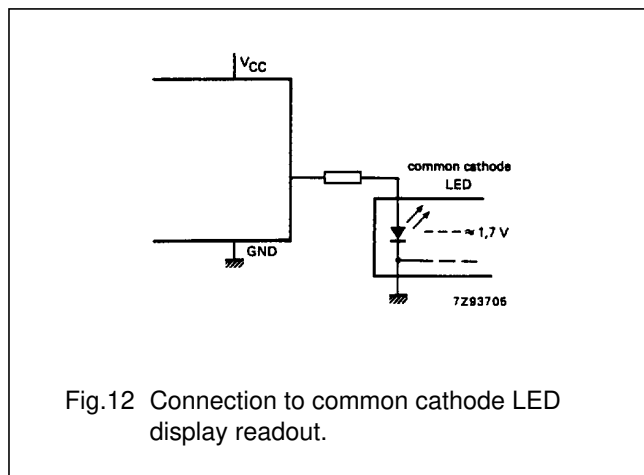 VCC
common cathode
LED
≈ 1,7 V
GND
7Z93706
Fig.12 Connection to common cathode LED
display readout.